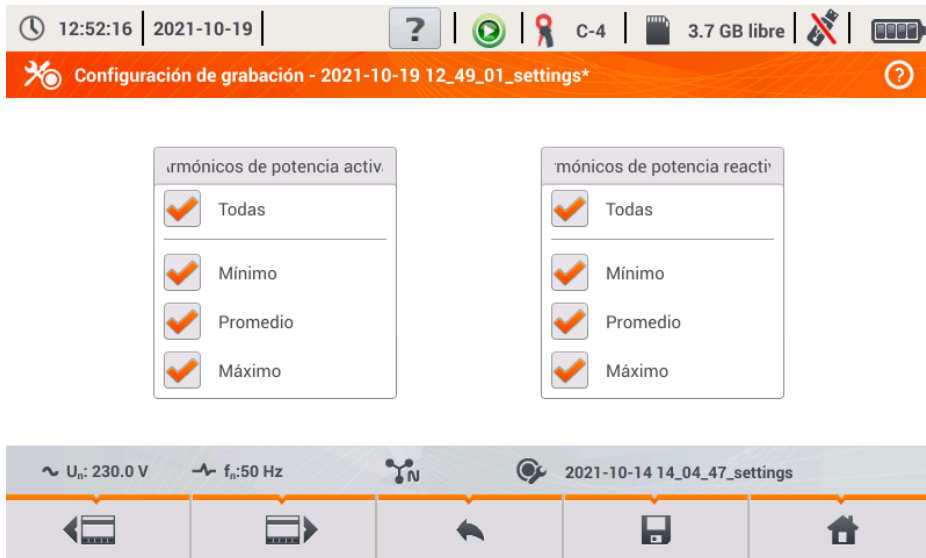 12:52:16 2021-10-19 ? C-4 3.7 GB libre
Configuración de grabación - 2021-10-19 12_49_01_settings* ?
rmónicos de potencia activ
Todas
Mínimo
Promedio
Máximo
mónicos de potencia reacti
Todas
Mínimo
Promedio
Máximo
Un: 230.0 V fn:50 Hz N 2021-10-14 14_04_47_settings